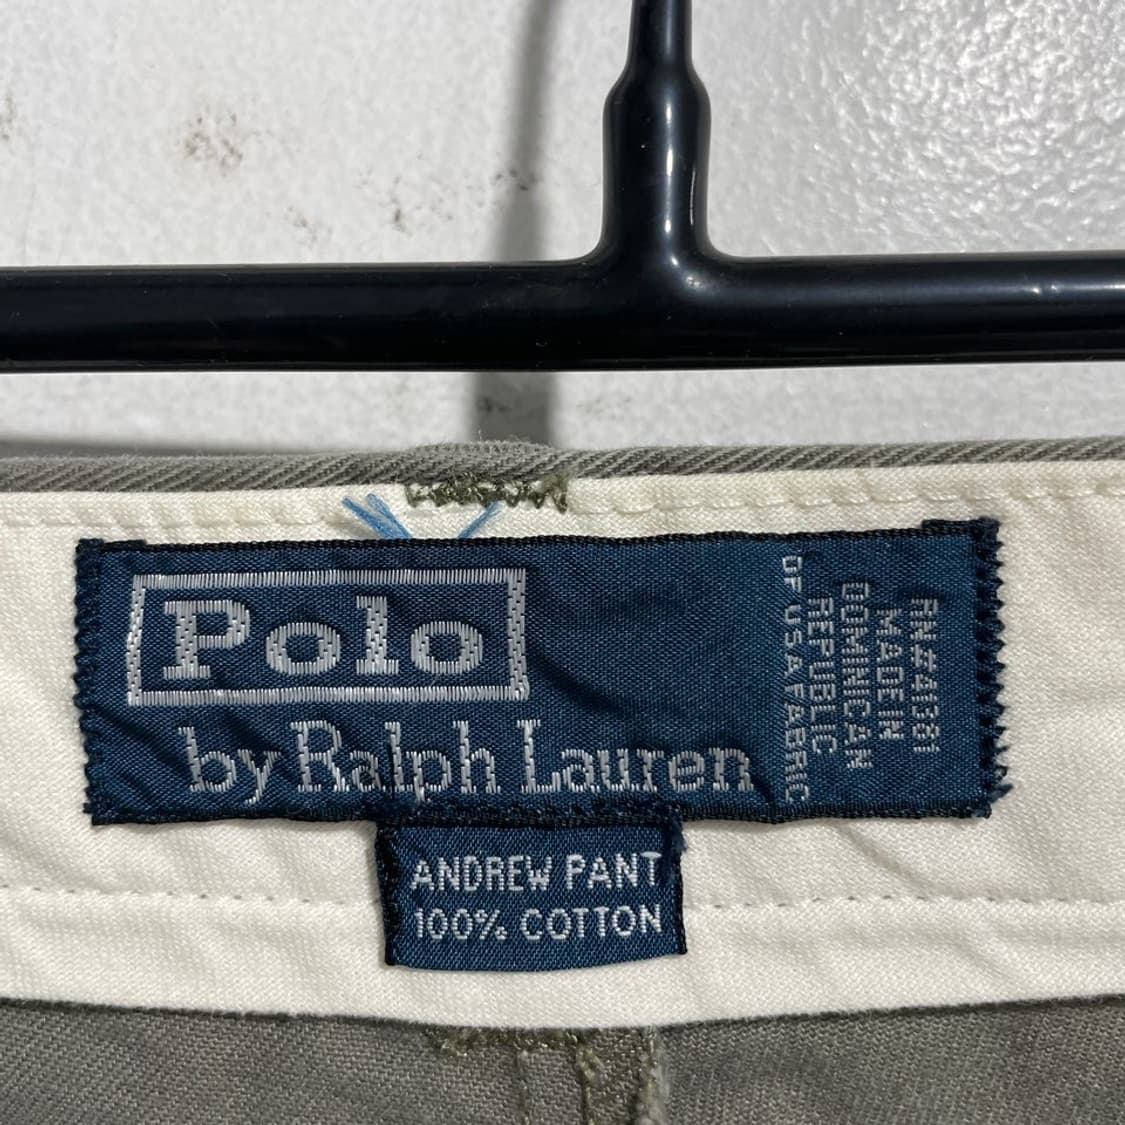 Polo
by Ralph Lauren
RN#41381
MADE IN
DOMINICAN
REPUBLIC
OF USA FABRIC
ANDREW PANT
100% COTTON